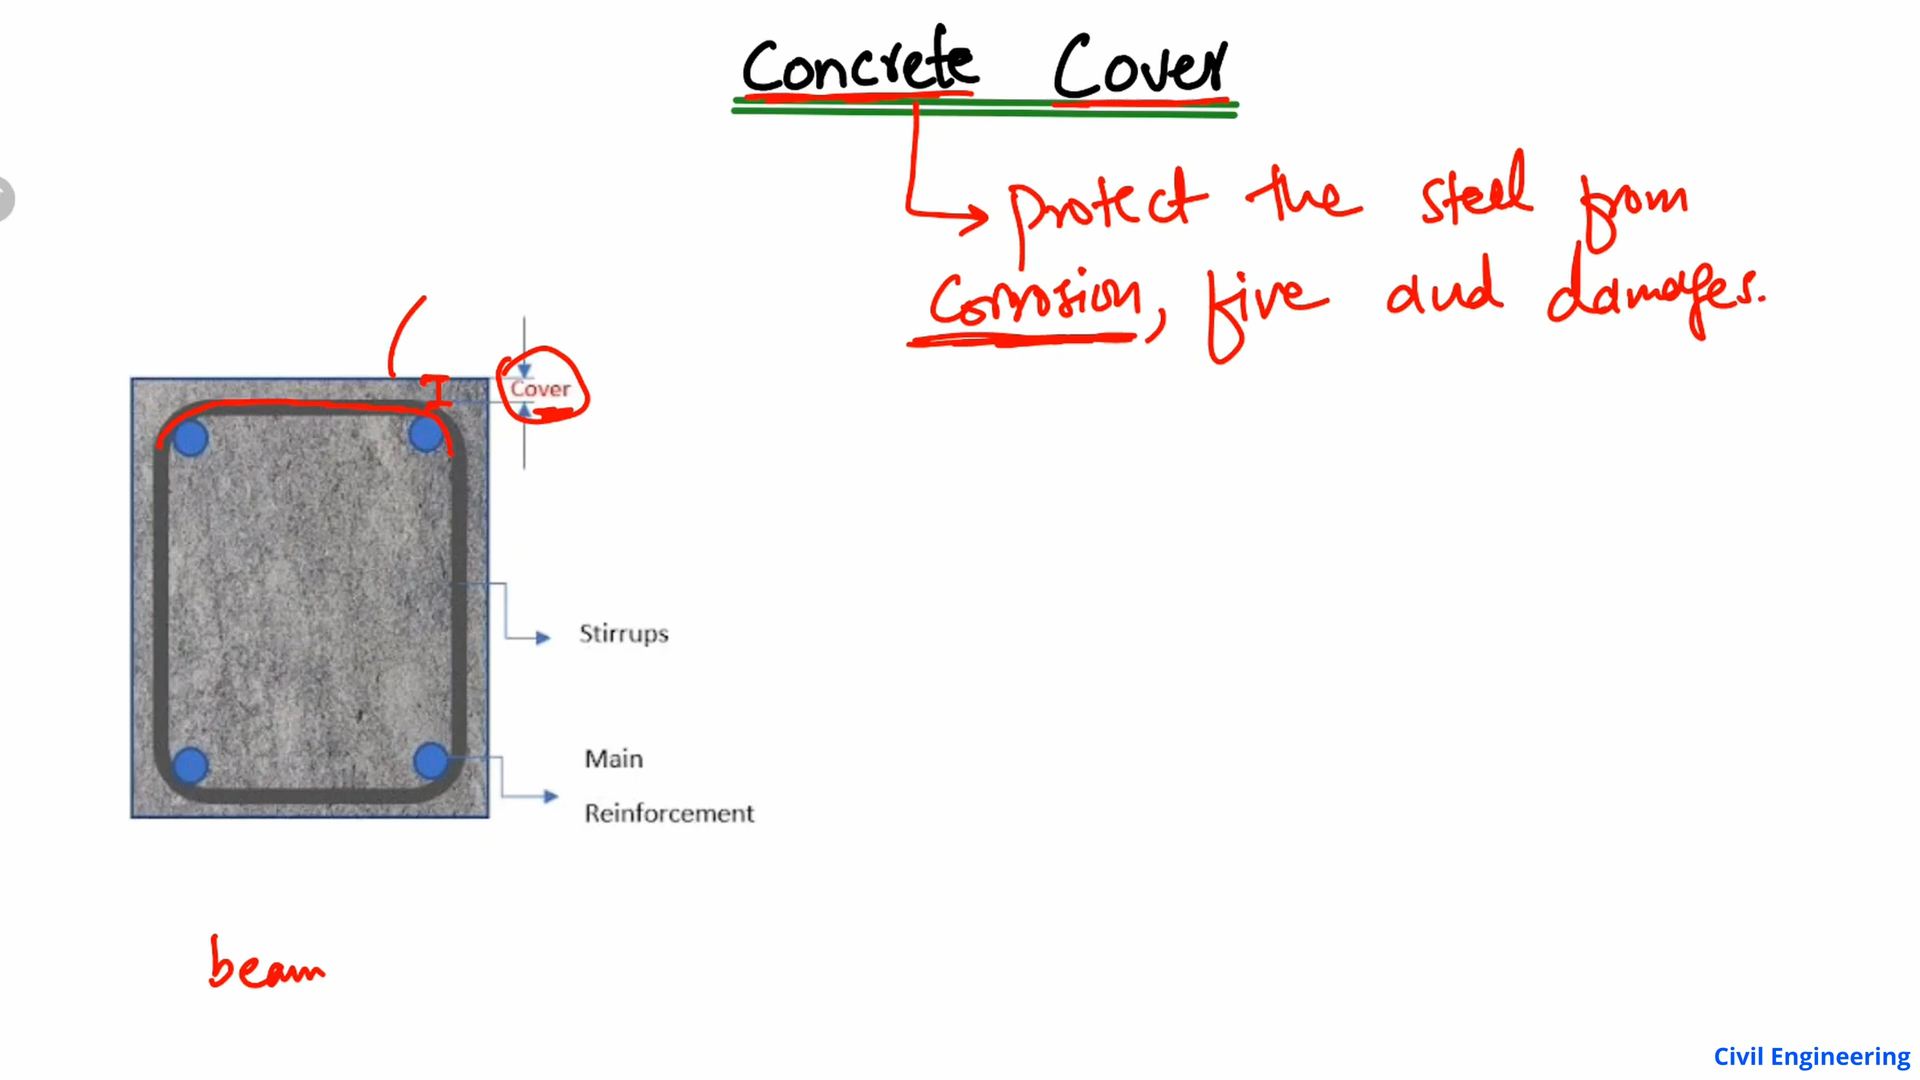 Concrete Cover
protect the steel from
Corrosion, fire and damages.
Cover
Stirrups
Main
Reinforcement
beam
Civil Engineering